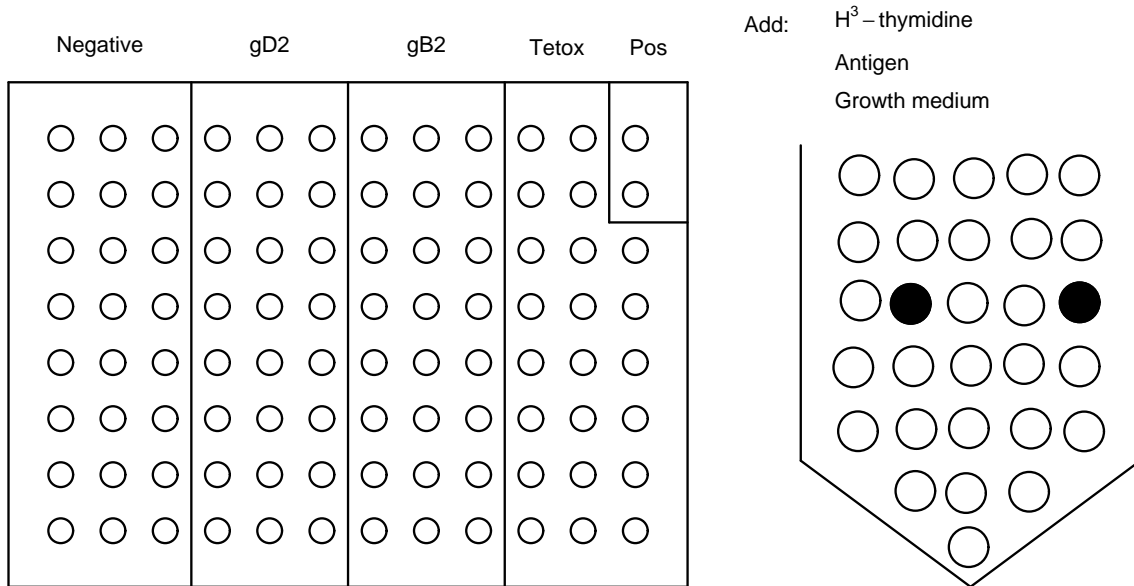 Negative gD2 gB2 Tetox Pos
Add: H³ – thymidine
Antigen
Growth medium